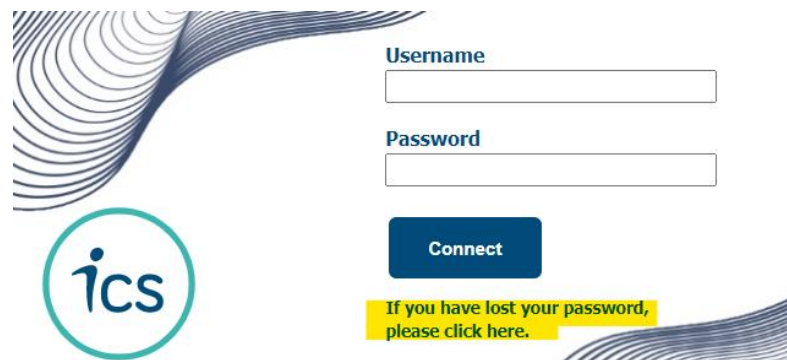 Username
Password
Connect
ics
If you have lost your password,
please click here.